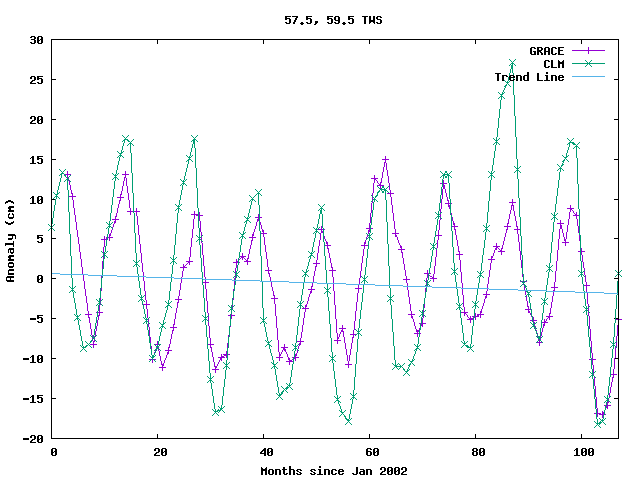 57.5, 59.5 TWS
GRACE
CLM
Trend Line
30
25
20
15
10
5
0
-5
-10
-15
-20
Anomaly (cm)
0 20 40 60 80 100
Months since Jan 2002